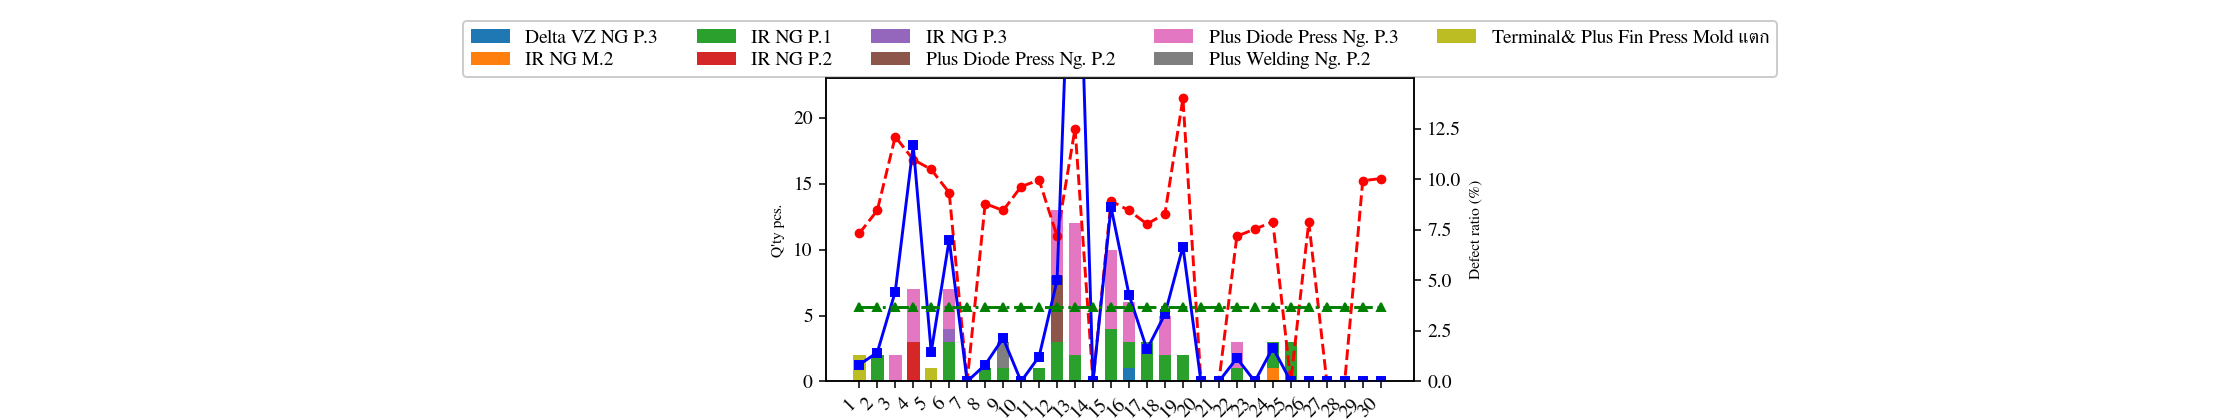 Delta VZ NG P.3 IR NG P.1 IR NG P.3 Plus Diode Press Ng. P.3 Terminal& Plus Fin Press Mold แตก
IR NG M.2 IR NG P.2 Plus Diode Press Ng. P.2 Plus Welding Ng. P.2
20
15
10
5
0
Q'ty pcs.
12.5
10.0
7.5
5.0
2.5
0.0
Defect ratio (%)
1 2 3 4 5 6 7 8 9 10 11 12 13 14 15 16 17 18 19 20 21 22 23 24 25 26 27 28 29 30